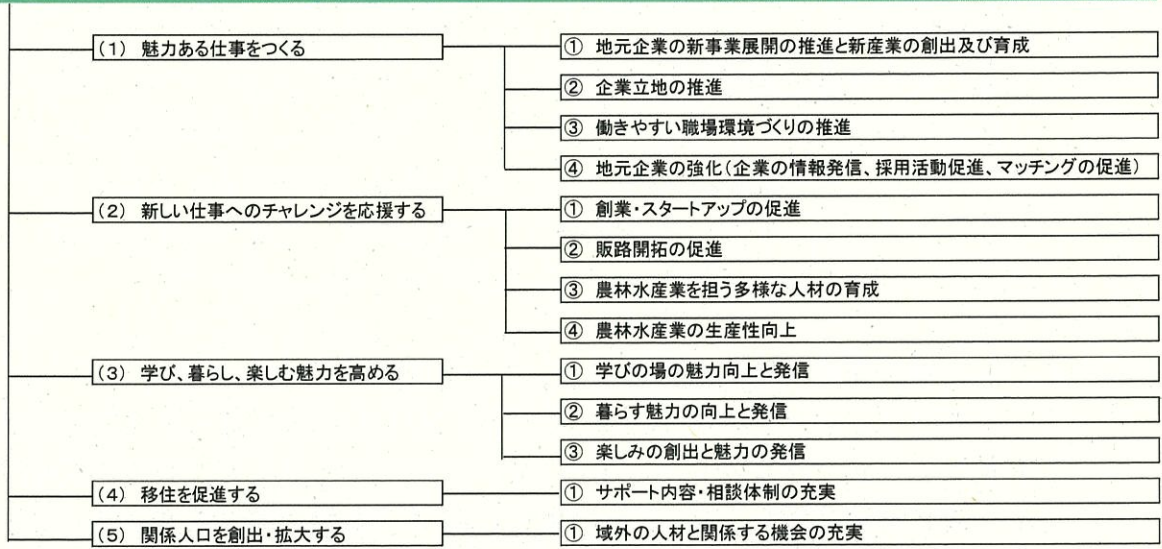 (1) 魅力ある仕事をつくる
① 地元企業の新事業展開の推進と新産業の創出及び育成
② 企業立地の推進
③ 働きやすい職場環境づくりの推進
④ 地元企業の強化(企業の情報発信、採用活動促進、マッチングの促進)
(2) 新しい仕事へのチャレンジを応援する
① 創業・スタートアップの促進
② 販路開拓の促進
③ 農林水産業を担う多様な人材の育成
④ 農林水産業の生産性向上
(3) 学び、暮らし、楽しむ魅力を高める
① 学びの場の魅力向上と発信
② 暮らす魅力の向上と発信
③ 楽しみの創出と魅力の発信
(4) 移住を促進する
① サポート内容・相談体制の充実
(5) 関係人口を創出・拡大する
① 域外の人材と関係する機会の充実